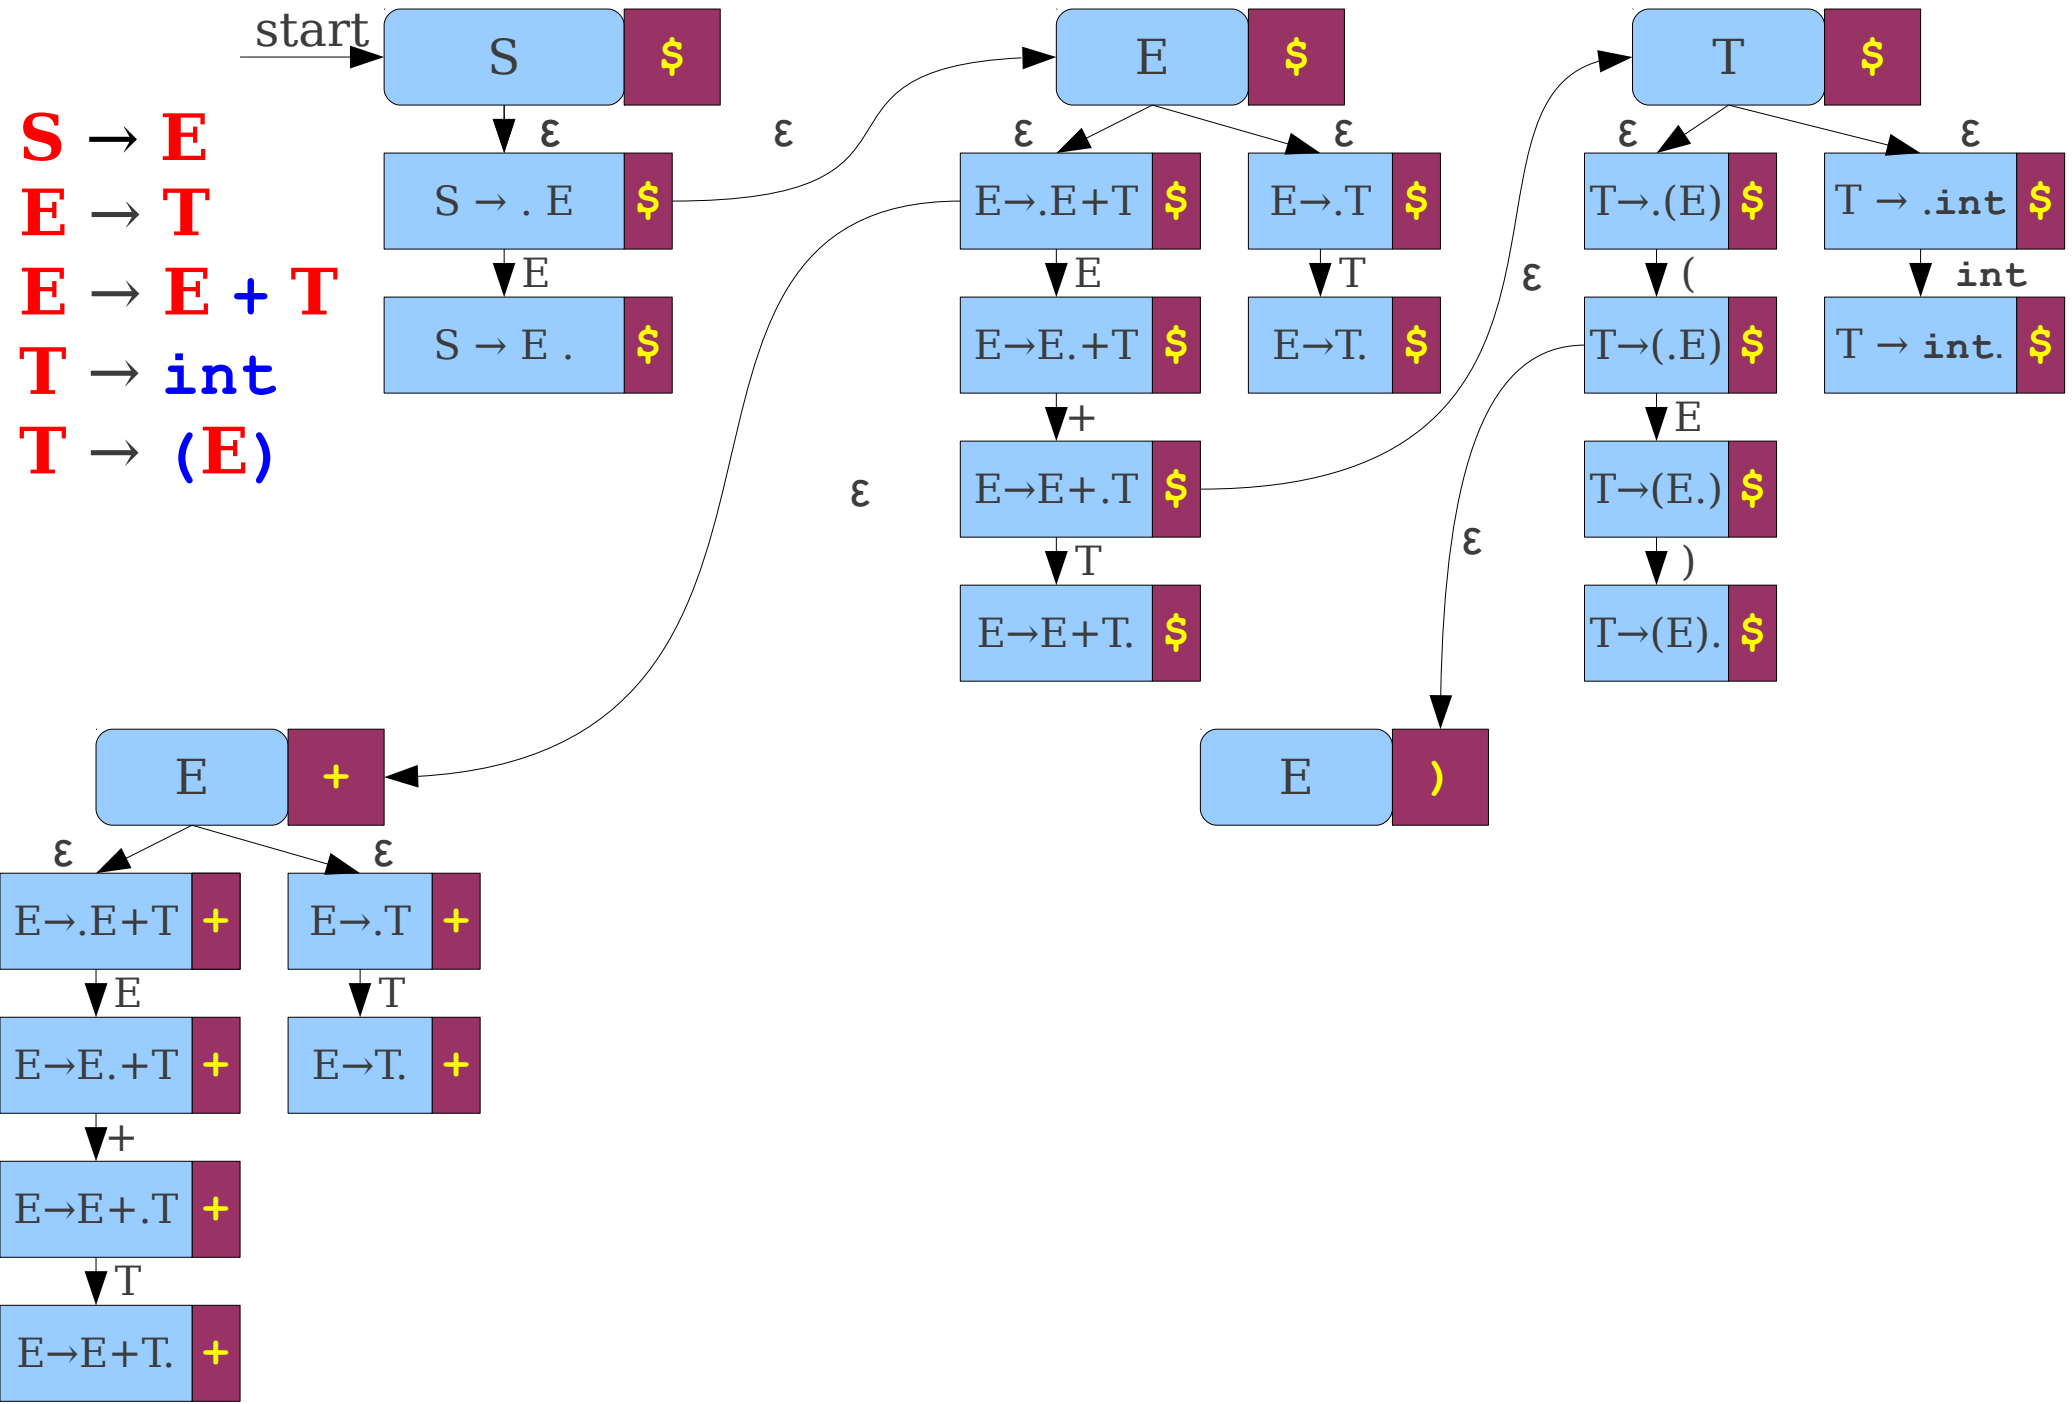 start
S $
E $
T $
S → E
E → T
E → E + T
T → int
T → (E)
ε
ε
ε
ε
ε
ε
S → . E $
E→.E+T $
E→.T $
T→.(E) $
T → .int $
E
E
T
ε
(
int
S → E . $
E→E.+T $
E→T. $
T→(.E) $
T → int. $
+
E
ε
E→E+.T $
T→(E.) $
T
ε
)
E→E+T. $
T→(E). $
E +
E )
ε
ε
E→.E+T +
E→.T +
E
T
E→E.+T +
E→T. +
+
E→E+.T +
T
E→E+T. +